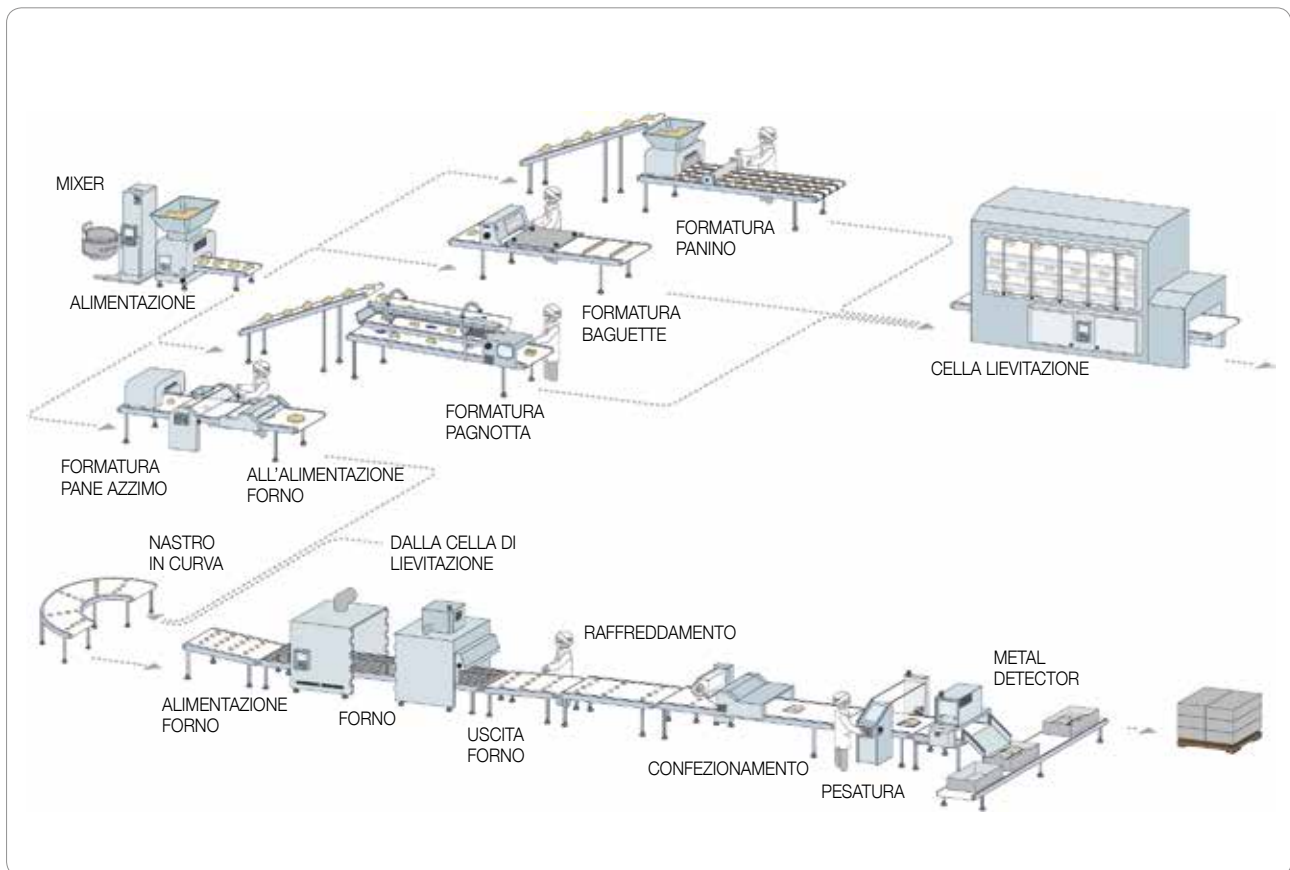 MIXER
ALIMENTAZIONE
FORMATURA
PANINO
FORMATURA
BAGUETTE
CELLA LIEVITAZIONE
FORMATURA
PAGNOTTA
FORMATURA
PANE AZZIMO
ALL'ALIMENTAZIONE
FORNO
NASTRO
IN CURVA
DALLA CELLA DI
LIEVITAZIONE
RAFFREDDAMENTO
METAL
DETECTOR
ALIMENTAZIONE
FORNO
FORNO
USCITA
FORNO
CONFEZIONAMENTO
PESATURA